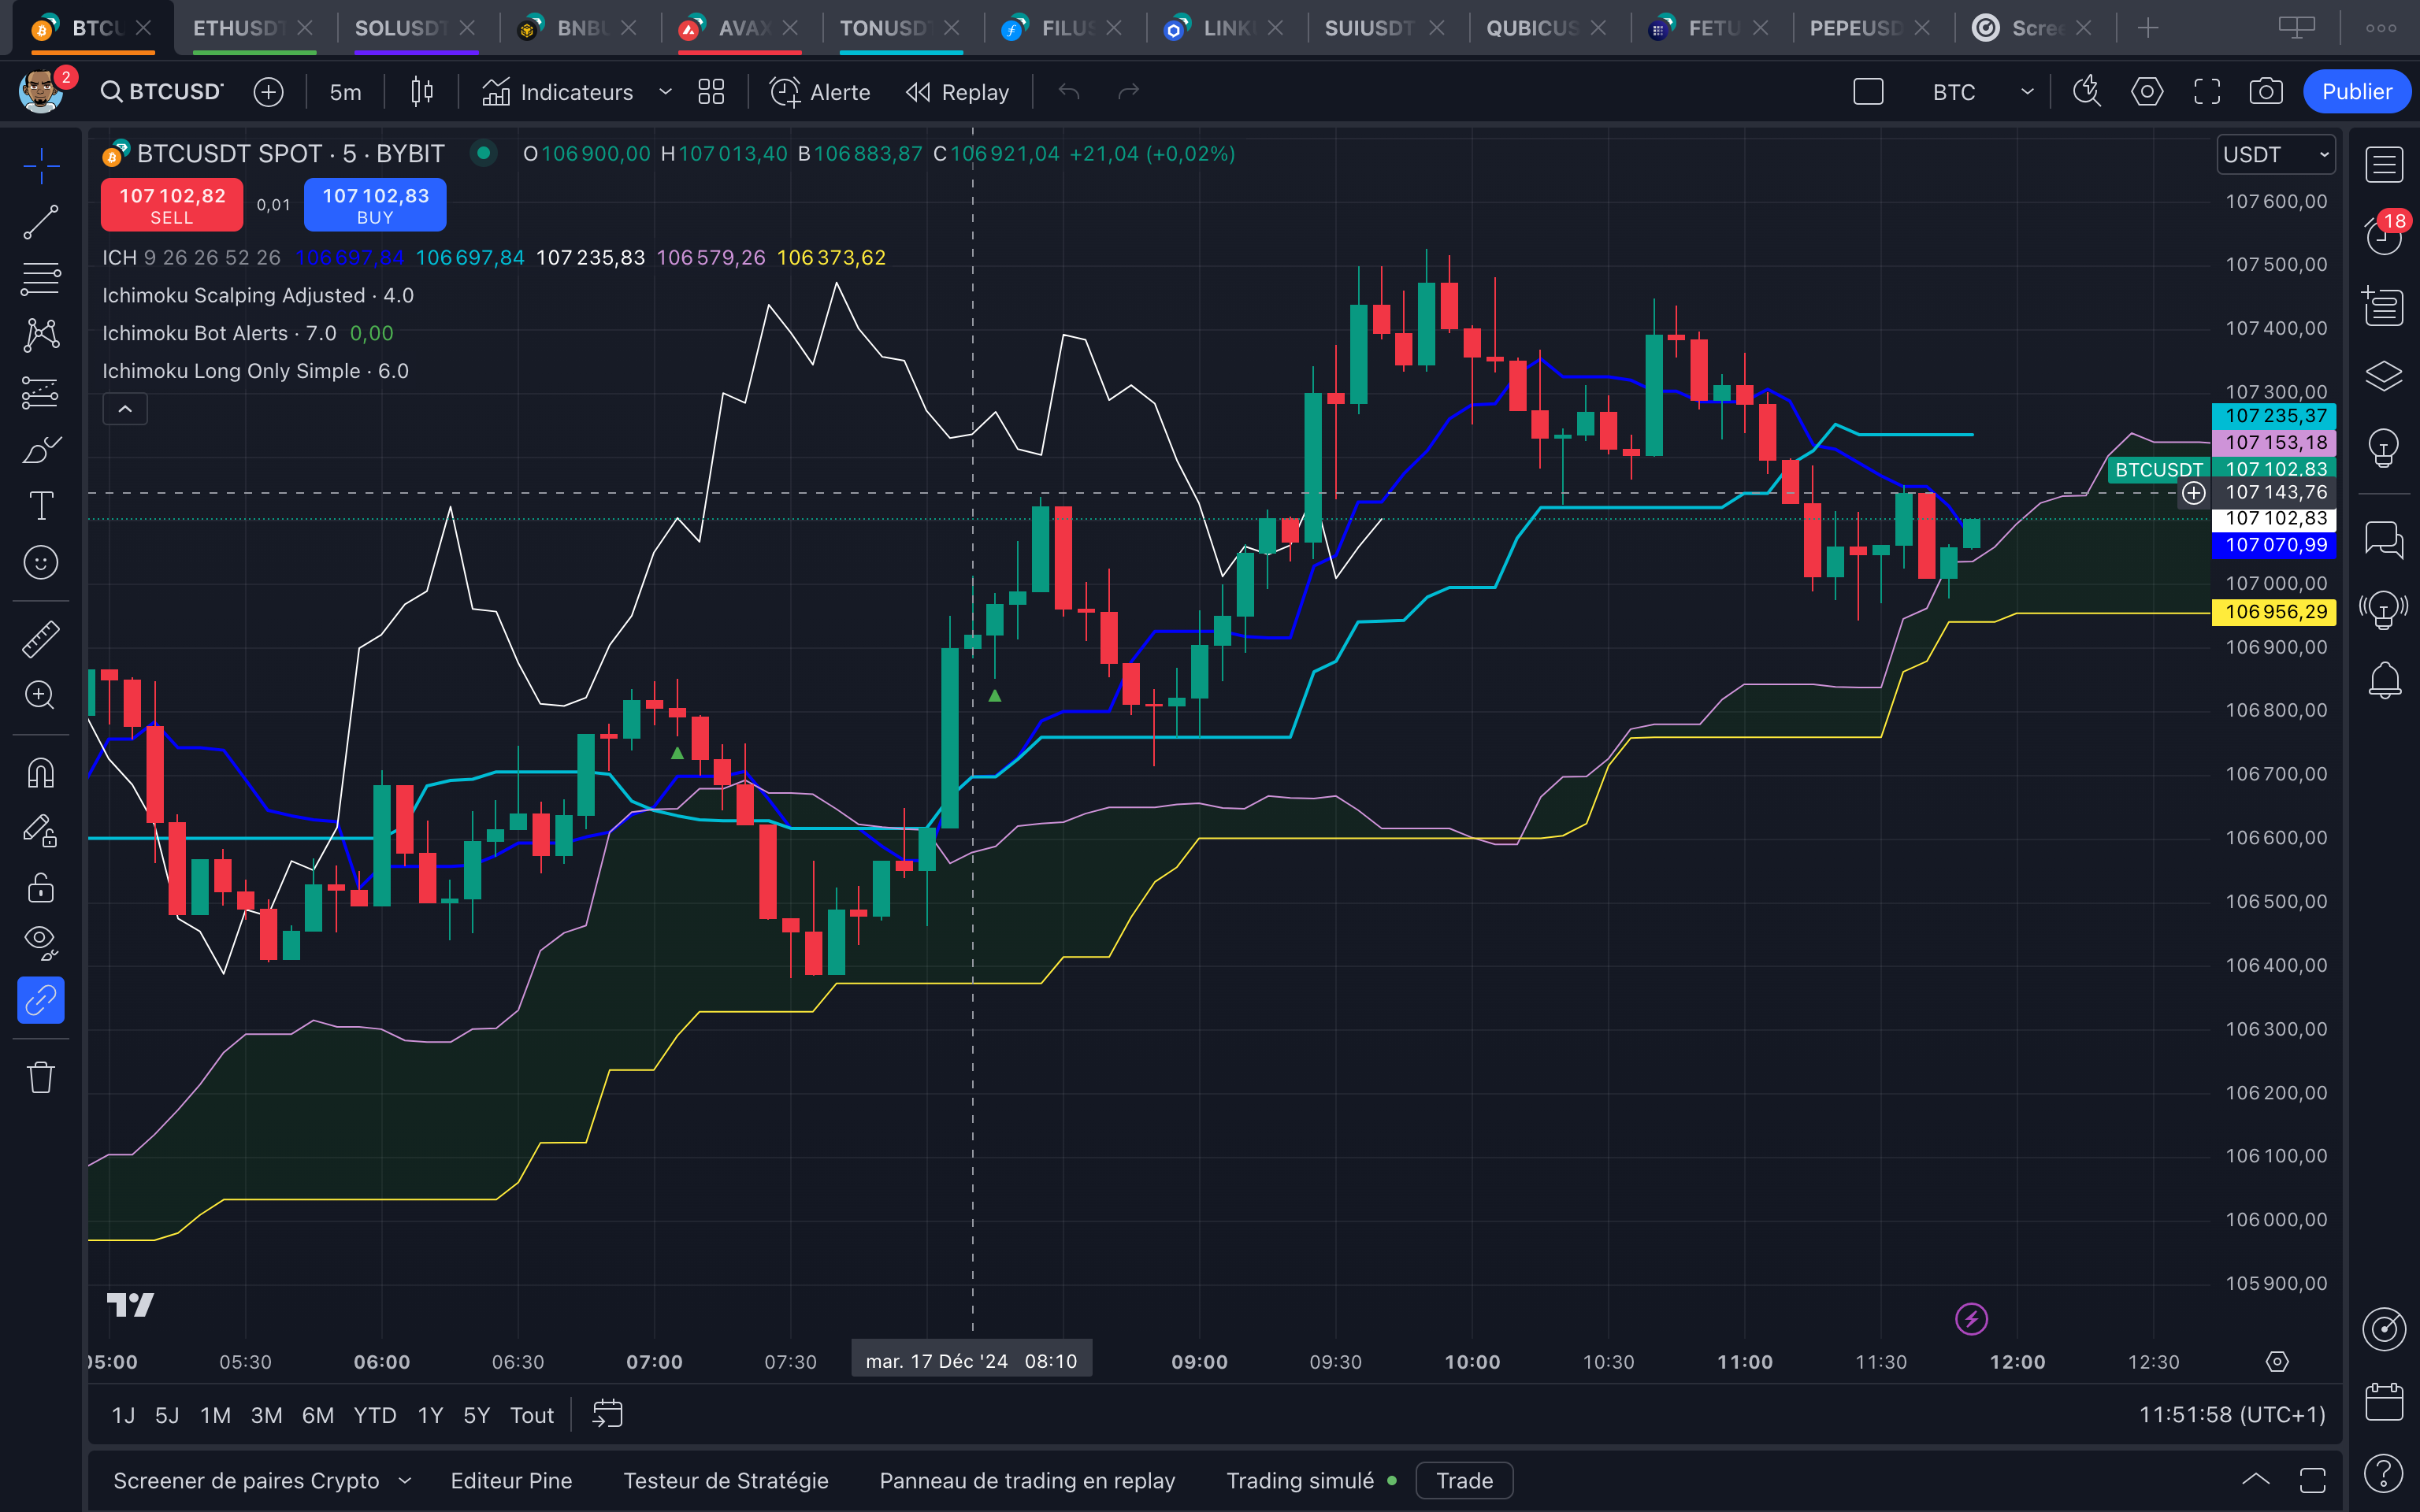 BTCU ETHUSDT SOLUSDT BNBU AVAX TONUSDT FILUS LINK SUIUSDT QUBICUS FETU PEPEUSD Scree
2 BTCUSDT 5m Indicateurs Alerte Replay BTC Publier
BTCUSDT SPOT · 5 · BYBIT O106 900,00 H107 013,40 B106 883,87 C106 921,04 +21,04 (+0,02%)
USDT
107 102,82 SELL 0,01 107 102,83 BUY
ICH 9 26 26 52 26 106 697,84 106 697,84 107 235,83 106 579,26 106 373,62
Ichimoku Scalping Adjusted · 4.0
Ichimoku Bot Alerts · 7.0 0,00
Ichimoku Long Only Simple · 6.0
18
107 600,00
107 500,00
107 400,00
107 300,00
107 235,37
107 153,18
BTCUSDT 107 102.83
107 143,76
107 102,83
107 070,99
107 000,00
106 956,29
106 900,00
106 800,00
106 700,00
106 600,00
106 500,00
106 400,00
106 300,00
106 200,00
106 100,00
106 000,00
105 900,00
05:00 05:30 06:00 06:30 07:00 07:30 mar. 17 Déc '24 08:10 09:00 09:30 10:00 10:30 11:00 11:30 12:00 12:30
1J 5J 1M 3M 6M YTD 1Y 5Y Tout 11:51:58 (UTC+1)
Screener de paires Crypto Editeur Pine Testeur de Stratégie Panneau de trading en replay Trading simulé Trade